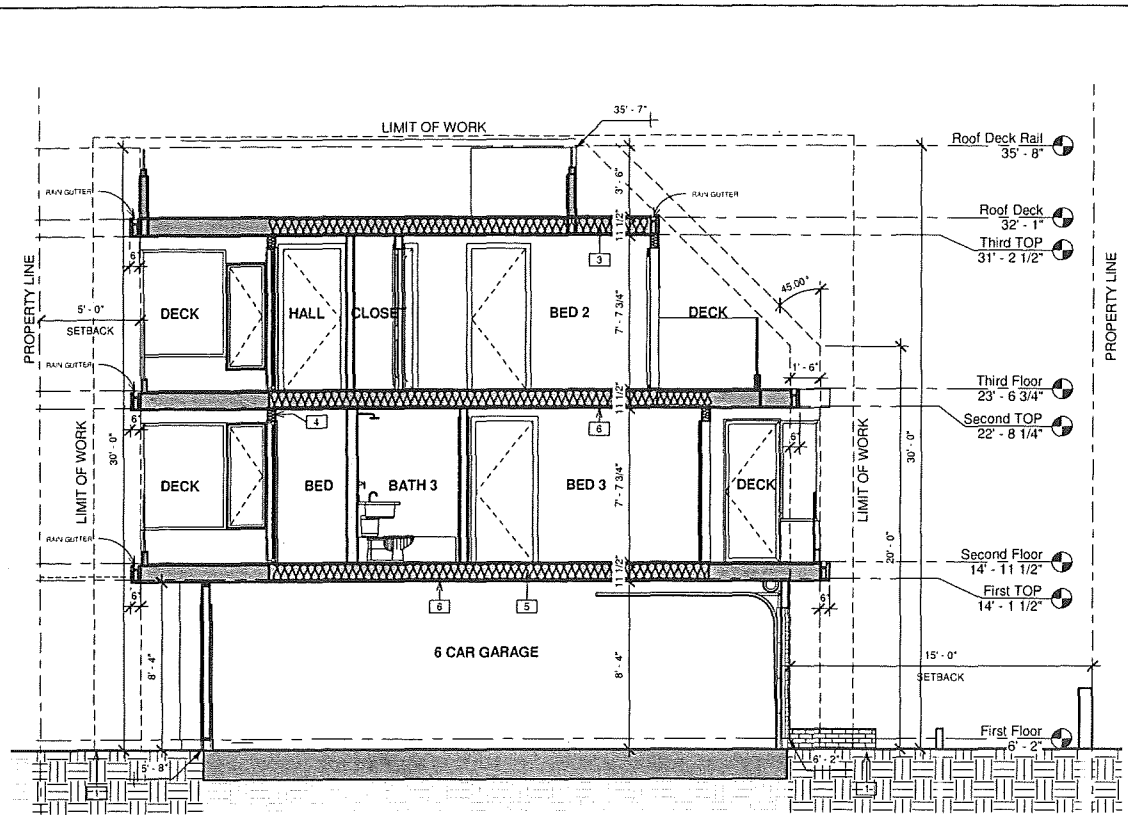 35' - 7"
LIMIT OF WORK
Roof Deck Rail
35' - 8"
3' - 6"
RAIN GUTTER
RAIN GUTTER
Roof Deck
32' - 1"
11 1/2"
Third TOP
31' - 2 1/2"
6"
3
PROPERTY LINE
PROPERTY LINE
45.00°
5' - 0"
SETBACK
DECK
HALL
CLOSET
BED 2
7' - 7 3/4"
DECK
RAIN GUTTER
1' - 6"
Third Floor
23' - 6 3/4"
11 1/2"
Second TOP
22' - 8 1/4"
6"
4
6
6"
30' - 0"
LIMIT OF WORK
LIMIT OF WORK
30' - 0"
DECK
BED
BATH 3
BED 3
7' - 7 3/4"
DECK
20' - 0"
RAIN GUTTER
Second Floor
14' - 11 1/2"
11 1/2"
First TOP
14' - 1 1/2"
6"
6
5
6"
6 CAR GARAGE
8' - 4"
8' - 4"
15' - 0"
SETBACK
First Floor
6' - 2"
5' - 8"
6' - 2"
1
1